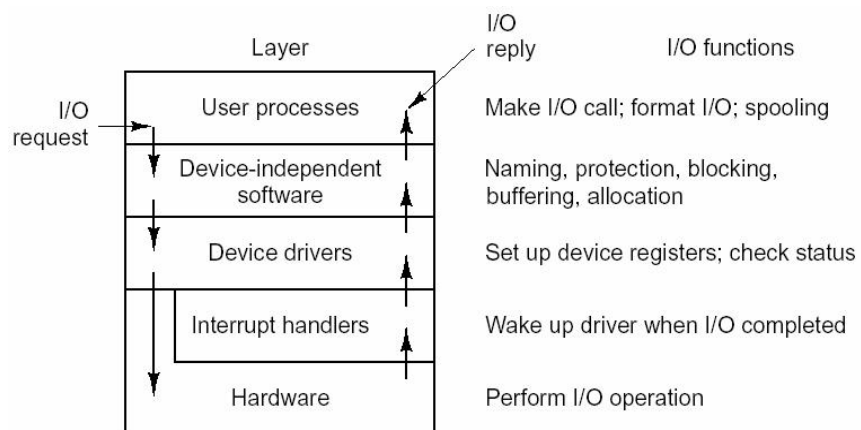 I/O
reply
Layer
I/O functions
I/O
request
User processes
Make I/O call; format I/O; spooling
Device-independent
software
Naming, protection, blocking,
buffering, allocation
Device drivers
Set up device registers; check status
Interrupt handlers
Wake up driver when I/O completed
Hardware
Perform I/O operation